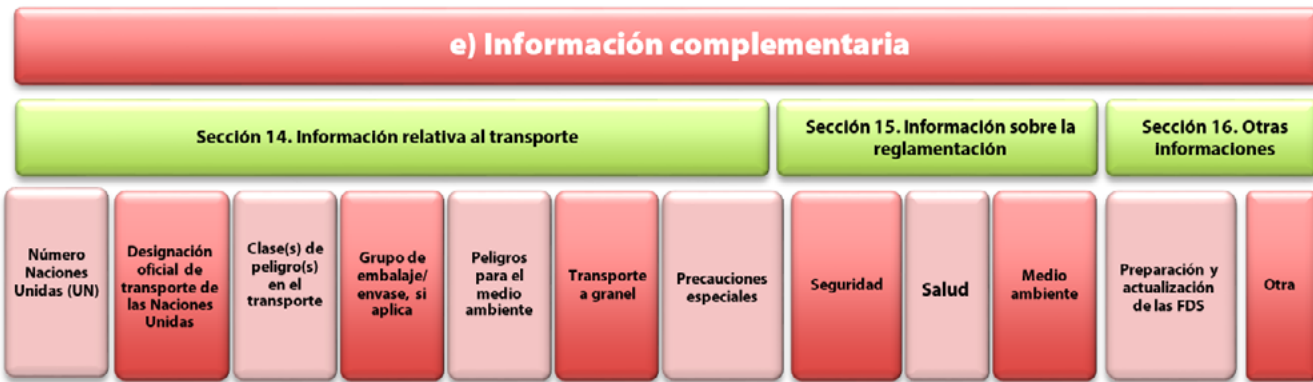 e) Información complementaria
Sección 14. Información relativa al transporte
Sección 15. Información sobre la
reglamentación
Sección 16. Otras
informaciones
Número
Naciones
Unidas (UN)
Designación
oficial de
transporte de
las Naciones
Unidas
Clase(s) de
peligro(s)
en el
transporte
Grupo de
embalaje/
envase, si
aplica
Peligros
para el
medio
ambiente
Transporte
a granel
Precauciones
especiales
Seguridad
Salud
Medio
ambiente
Preparación y
actualización
de las FDS
Otra